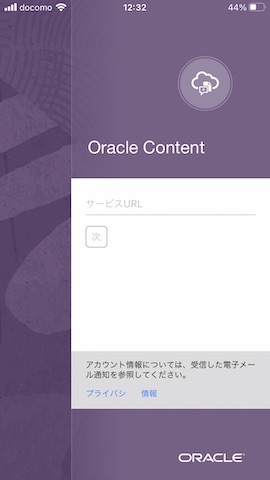 docomo 12:32 44%
Oracle Content
サービスURL
次
アカウント情報については、受信した電子メー
ル通知を参照してください。
プライバシ 情報
ORACLE